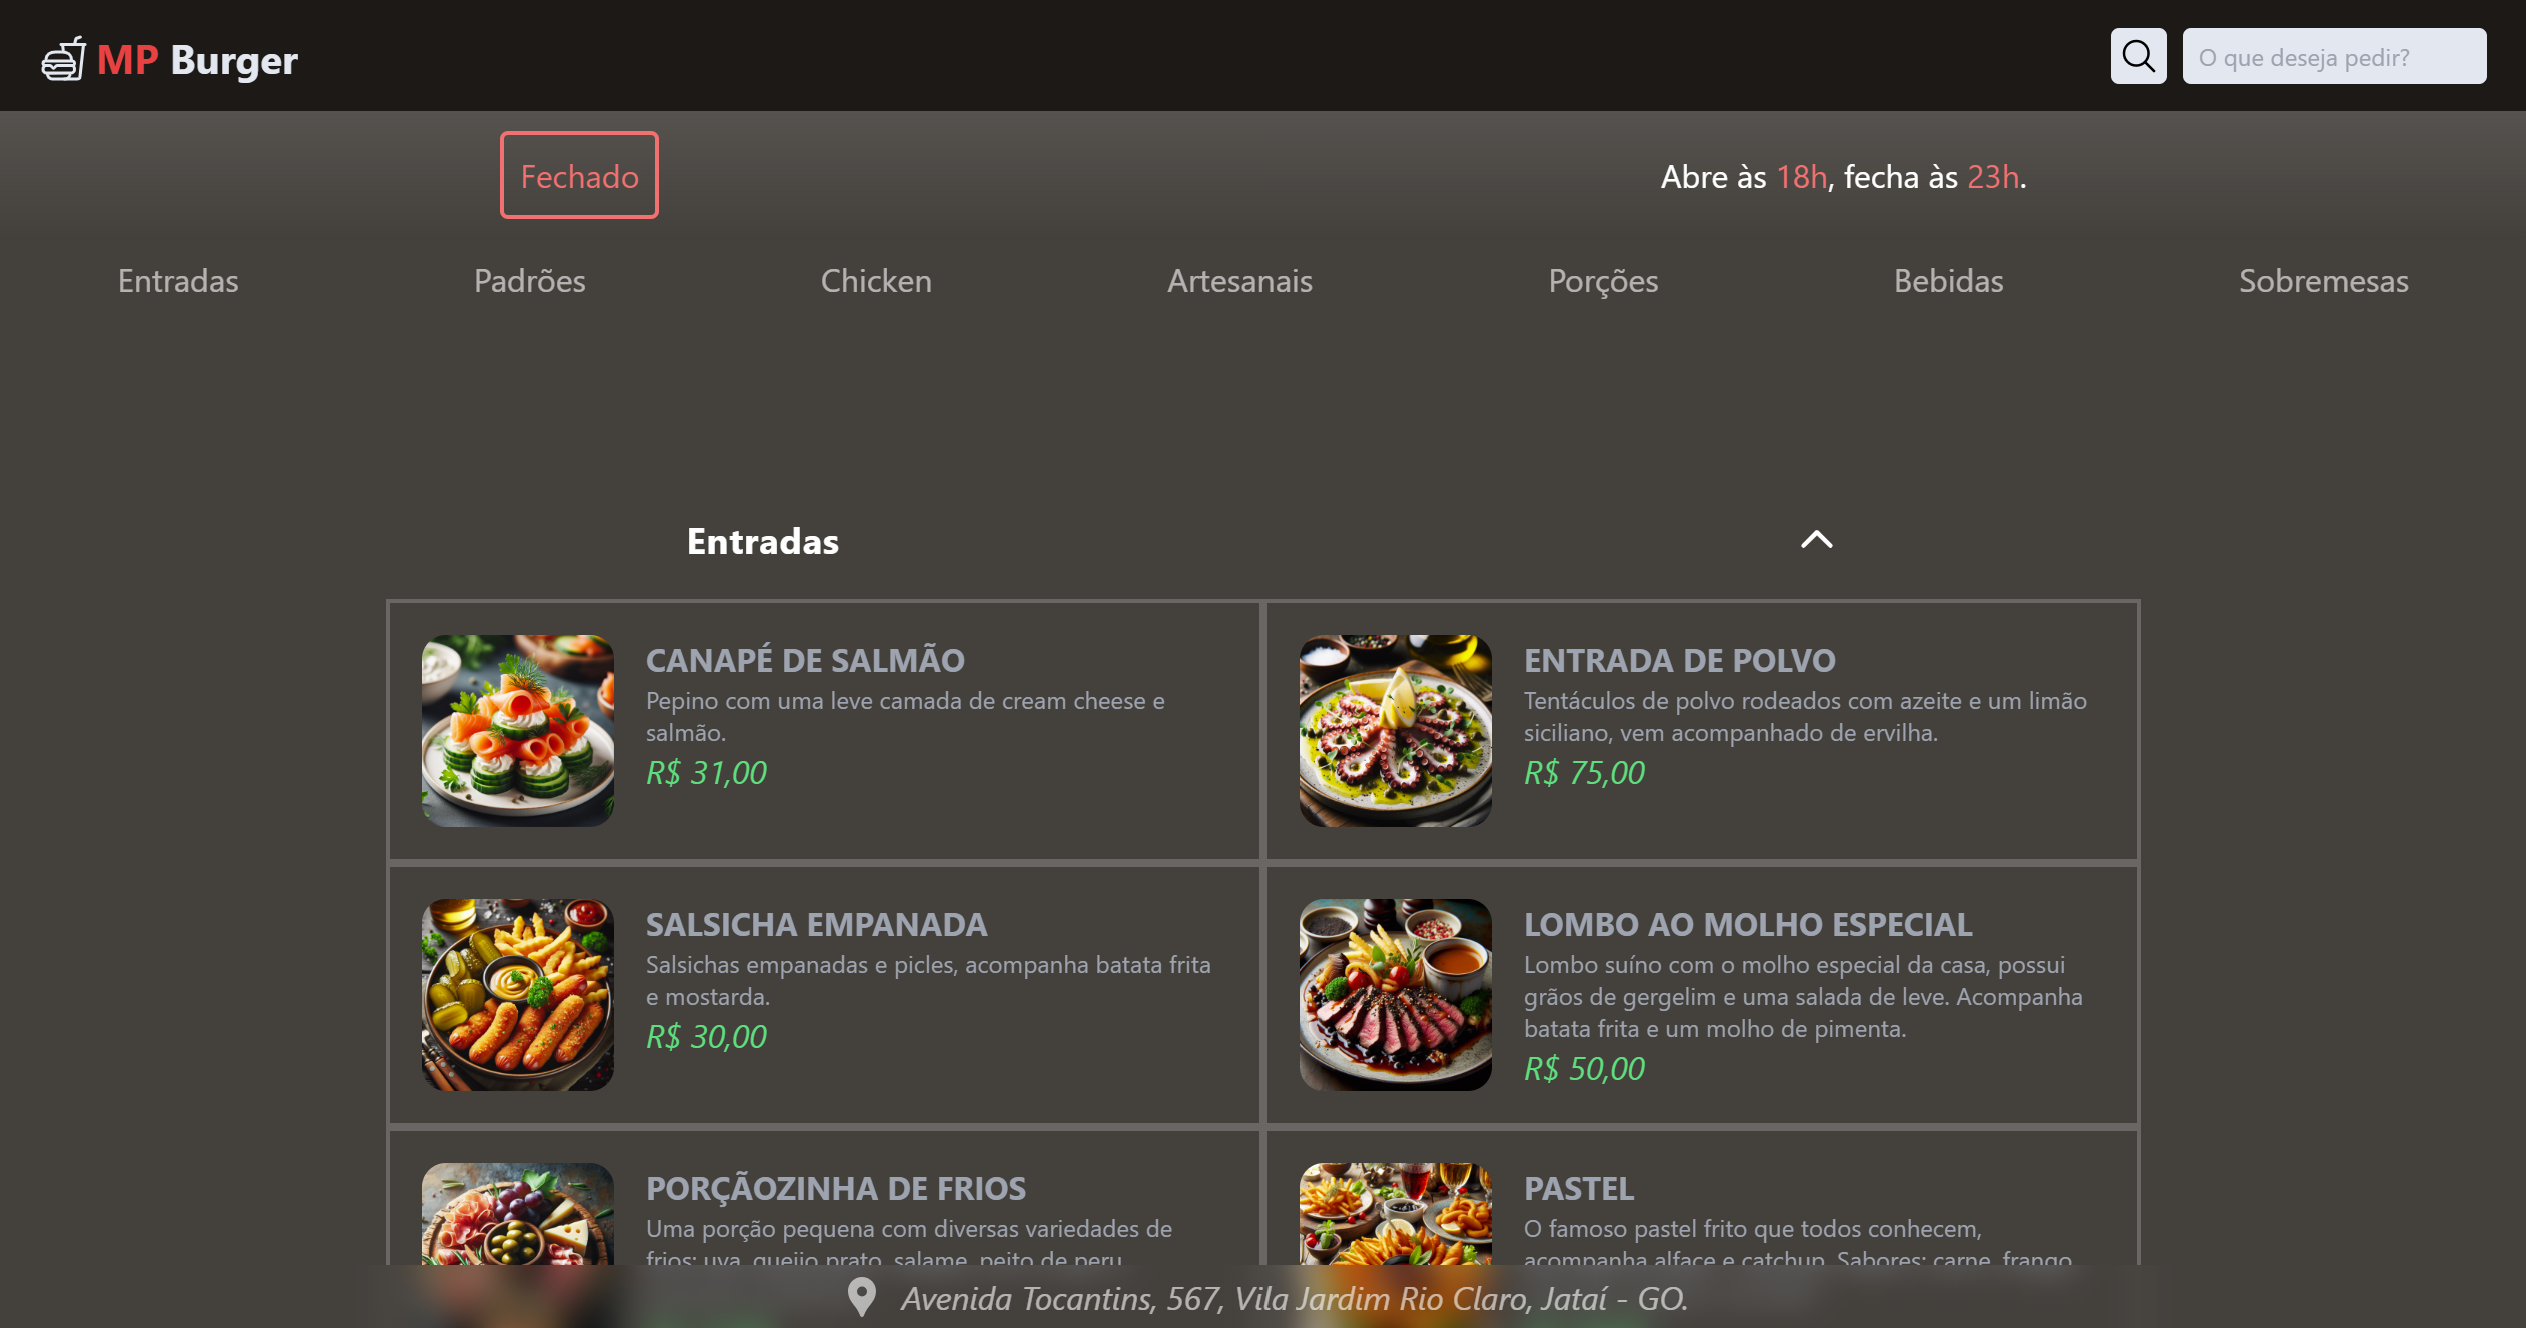 MP Burger
O que deseja pedir?
Fechado
Abre às 18h, fecha às 23h.
Entradas
Padrões
Chicken
Artesanais
Porções
Bebidas
Sobremesas
Entradas
CANAPÉ DE SALMÃO
Pepino com uma leve camada de cream cheese e
salmão.
R$ 31,00
ENTRADA DE POLVO
Tentáculos de polvo rodeados com azeite e um limão
siciliano, vem acompanhado de ervilha.
R$ 75,00
SALSICHA EMPANADA
Salsichas empanadas e picles, acompanha batata frita
e mostarda.
R$ 30,00
LOMBO AO MOLHO ESPECIAL
Lombo suíno com o molho especial da casa, possui
grãos de gergelim e uma salada de leve. Acompanha
batata frita e um molho de pimenta.
R$ 50,00
PORÇÃOZINHA DE FRIOS
Uma porção pequena com diversas variedades de
frios: uva, queijo prato, salame, peito de peru
PASTEL
O famoso pastel frito que todos conhecem,
acompanha alface e catchup. Sabores: carne, frango
Avenida Tocantins, 567, Vila Jardim Rio Claro, Jataí - GO.